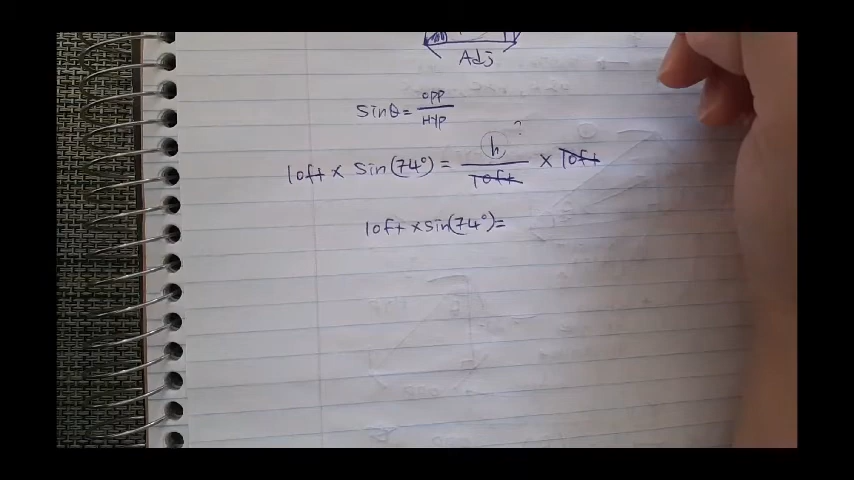 Adj
Sinθ = opp/Hyp
?
10ft × Sin(74°) = h/10ft × 10ft
10ft × sin(74°) =